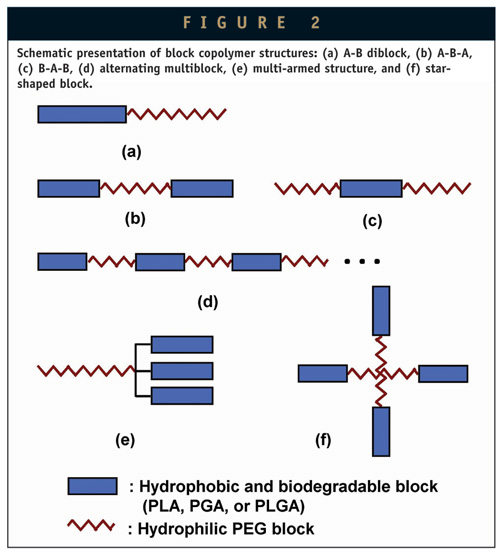 FIGURE 2
Schematic presentation of block copolymer structures: (a) A-B diblock, (b) A-B-A,
(c) B-A-B, (d) alternating multiblock, (e) multi-armed structure, and (f) star-
shaped block.
(a)
(b)
(c)
(d)
(e)
(f)
: Hydrophobic and biodegradable block
(PLA, PGA, or PLGA)
: Hydrophilic PEG block